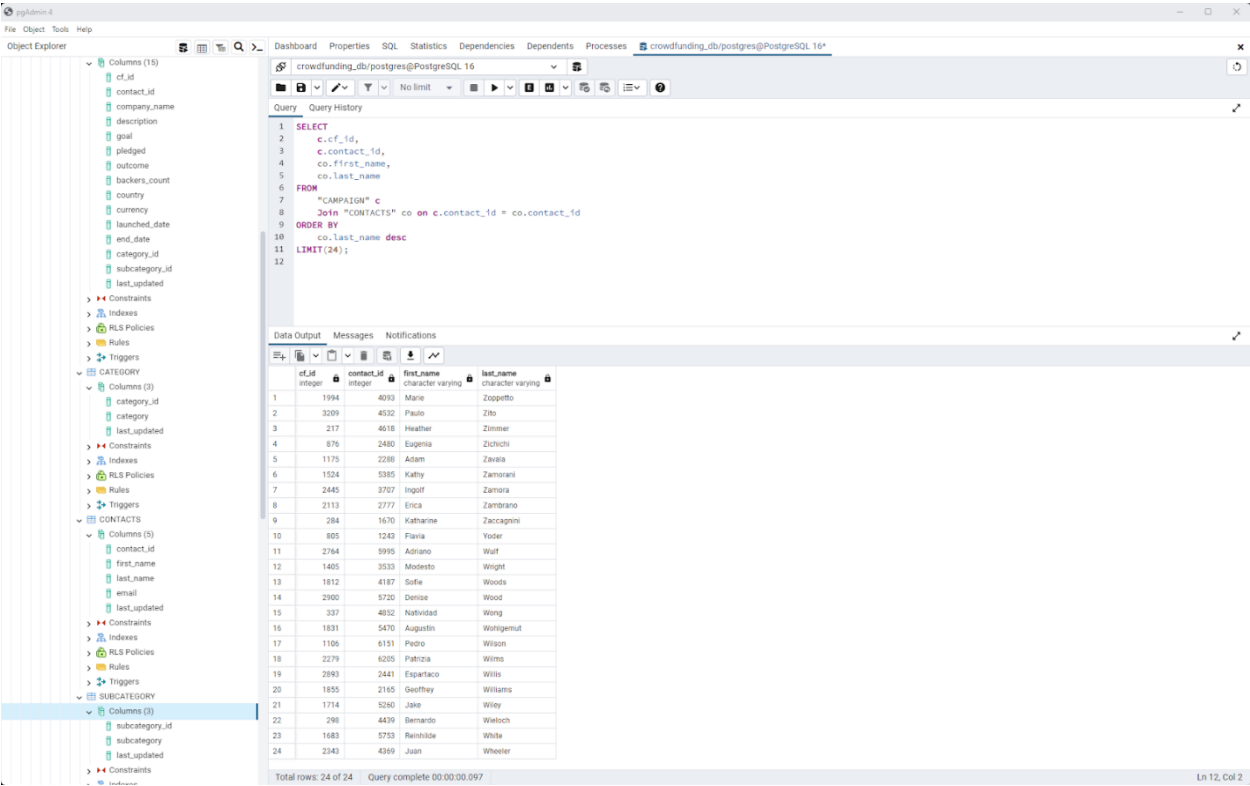 pgAdmin 4
File Object Tools Help
Object Explorer
Columns (15)
cf_id
contact_id
company_name
description
goal
pledged
outcome
backers_count
country
currency
launched_date
end_date
category_id
subcategory_id
last_updated
Constraints
Indexes
RLS Policies
Rules
Triggers
CATEGORY
Columns (3)
category_id
category
last_updated
Constraints
Indexes
RLS Policies
Rules
Triggers
CONTACTS
Columns (5)
contact_id
first_name
last_name
email
last_updated
Constraints
Indexes
RLS Policies
Rules
Triggers
SUBCATEGORY
Columns (3)
subcategory_id
subcategory
last_updated
Constraints
Indexes
Dashboard Properties SQL Statistics Dependencies Dependents Processes crowdfunding_db/postgres@PostgreSQL 16*
crowdfunding_db/postgres@PostgreSQL 16
No limit
Query Query History
1 SELECT
2 c.cf_id,
3 c.contact_id,
4 co.first_name,
5 co.last_name
6 FROM
7 "CAMPAIGN" c
8 Join "CONTACTS" co on c.contact_id = co.contact_id
9 ORDER BY
10 co.last_name desc
11 LIMIT(24);
12
Data Output Messages Notifications
cf_id contact_id first_name last_name
integer integer character varying character varying
1 1994 4093 Marie Zoppetto
2 3209 4532 Paulo Zito
3 217 4618 Heather Zimmer
4 876 2480 Eugenia Zichichi
5 1175 2288 Adam Zavala
6 1524 5385 Kathy Zamorani
7 2445 3707 Ingolf Zamora
8 2113 2777 Erica Zambrano
9 284 1670 Katharine Zaccagnini
10 805 1243 Flavia Yoder
11 2764 5995 Adriano Wulf
12 1405 3533 Modesto Wright
13 1812 4187 Sofie Woods
14 2900 5720 Denise Wood
15 337 4852 Natividad Wong
16 1831 5470 Augustin Wohlgemut
17 1106 6151 Pedro Wilson
18 2279 6205 Patrizia Wilms
19 2893 2441 Espartaco Willis
20 1855 2165 Geoffrey Williams
21 1714 5260 Jake Wiley
22 298 4439 Bernardo Wieloch
23 1683 5753 Reinhilde White
24 2343 4369 Juan Wheeler
Total rows: 24 of 24 Query complete 00:00:00.097
Ln 12, Col 2